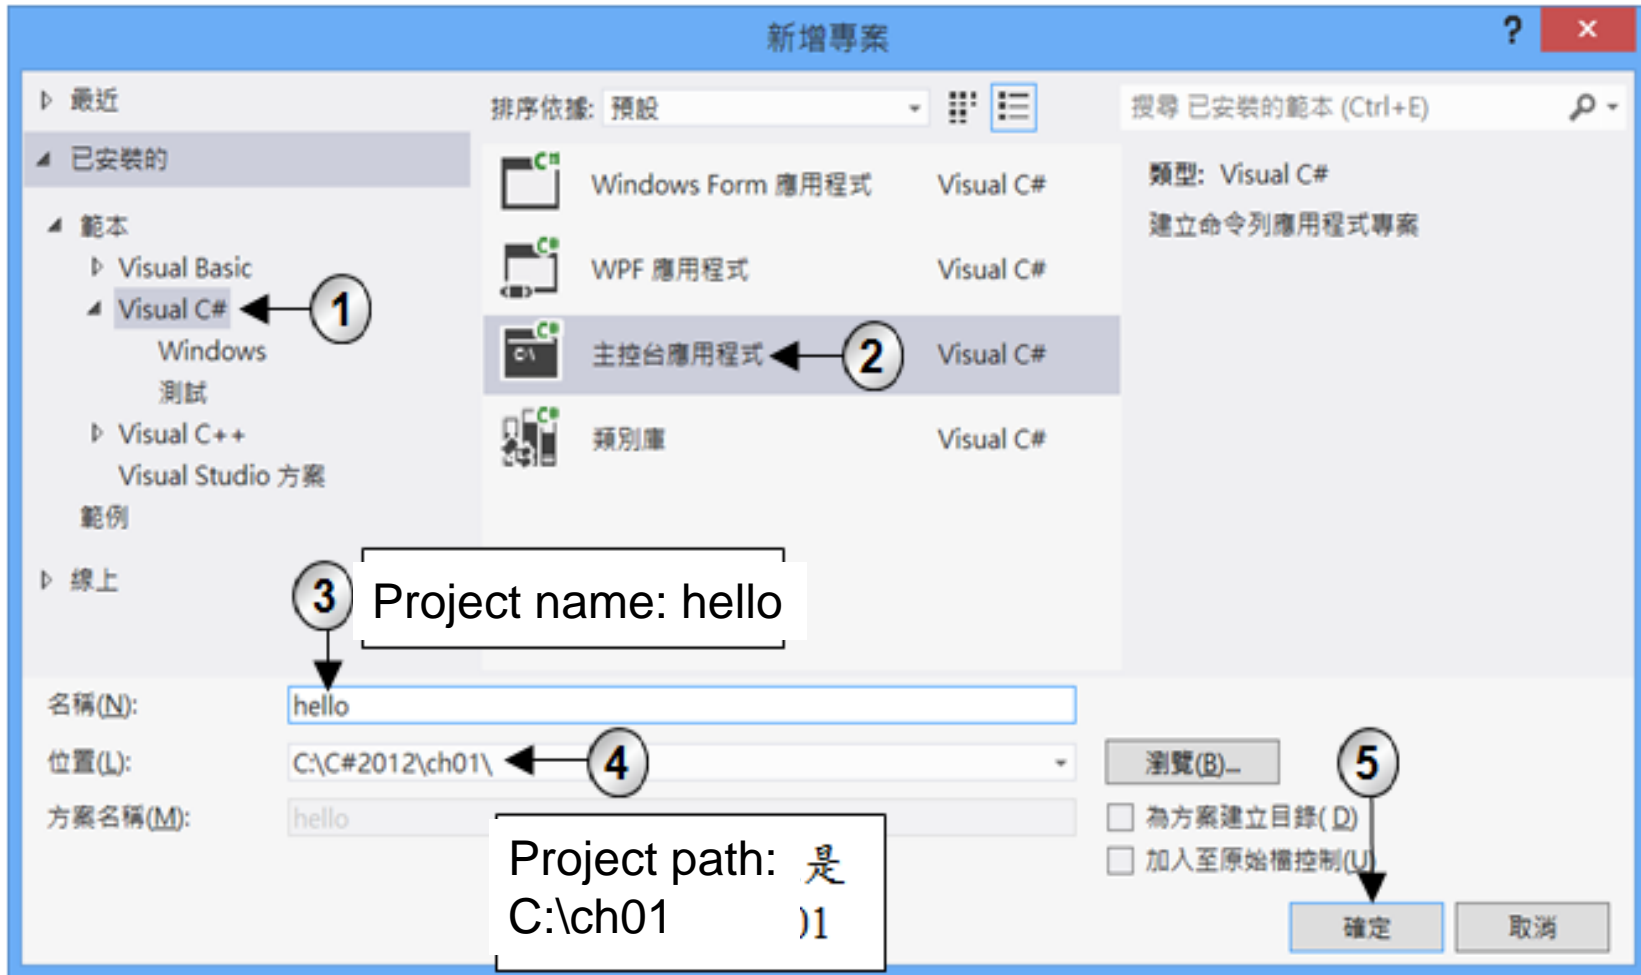 新增專案
?
最近
排序依據: 預設
搜尋 已安裝的範本 (Ctrl+E)
已安裝的
範本
Visual Basic
Visual C#
1
Windows
測試
Visual C++
Visual Studio 方案
範例
線上
Windows Form 應用程式 Visual C#
WPF 應用程式 Visual C#
主控台應用程式 2 Visual C#
類別庫 Visual C#
類型: Visual C#
建立命令列應用程式專案
3
Project name: hello
名稱(N): hello
位置(L): C:\C#2012\ch01\ 4
瀏覽(B)...
5
方案名稱(M): hello
為方案建立目錄(D)
加入至原始檔控制(U)
Project path: 是
C:\ch01 01
確定
取消